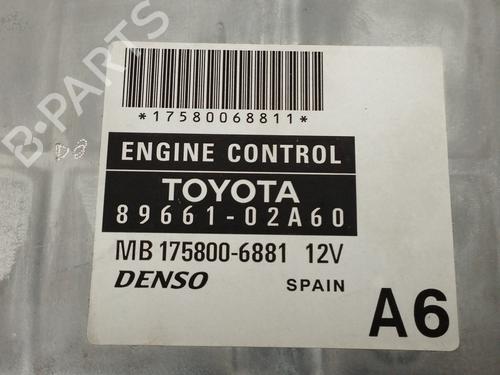 B-PARTS
*17580068811*
ENGINE CONTROL
TOYOTA
89661-02A60
MB 175800-6881 12V
DENSO SPAIN
A6